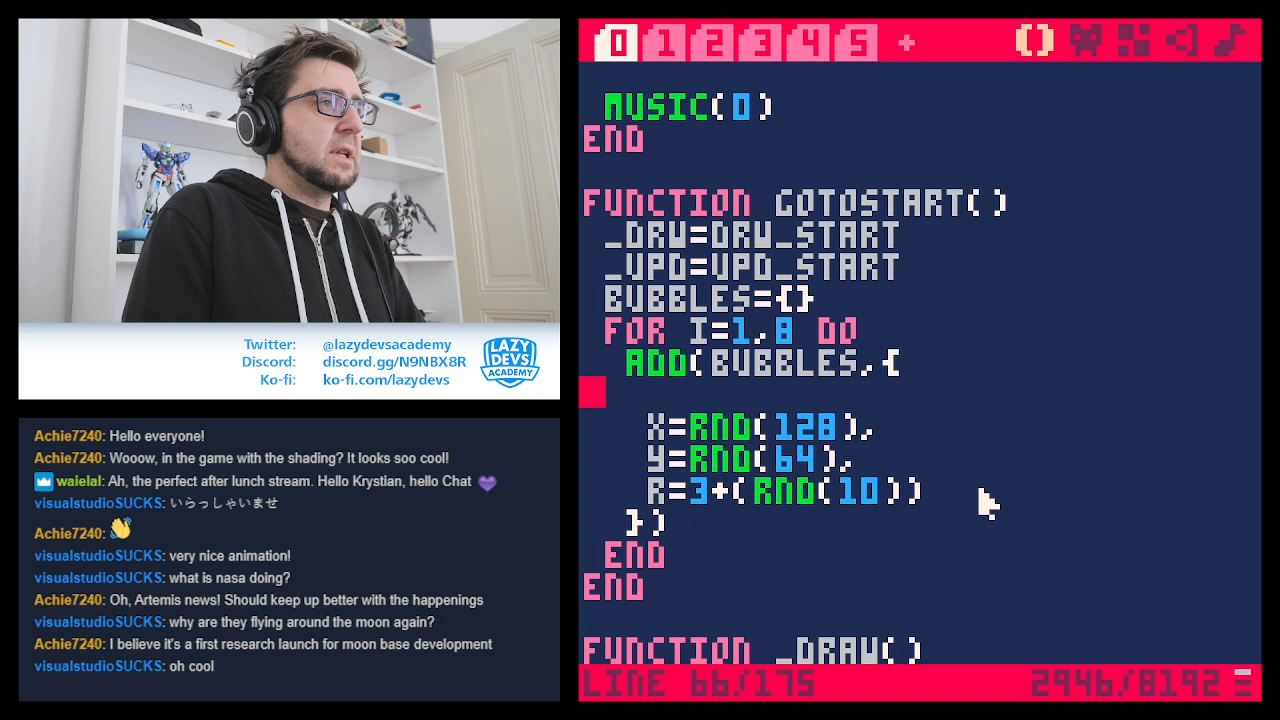 Twitter: @lazydevsacademy
Discord: discord.gg/N9NBX8R
Ko-fi: ko-fi.com/lazydevs
LAZY
DEVS
ACADEMY
Achie7240: Hello everyone!
Achie7240: Wooow, in the game with the shading? It looks soo cool!
waielal: Ah, the perfect after lunch stream. Hello Krystian, hello Chat
visualstudioSUCKS: いらっしゃいませ
Achie7240:
visualstudioSUCKS: very nice animation!
visualstudioSUCKS: what is nasa doing?
Achie7240: Oh, Artemis news! Should keep up better with the happenings
visualstudioSUCKS: why are they flying around the moon again?
Achie7240: I believe it's a first research launch for moon base development
visualstudioSUCKS: oh cool
0 1 2 3 4 5 +
MUSIC(0)
END
FUNCTION GOTOSTART()
_DRW=DRW_START
_UPD=UPD_START
BUBBLES={}
FOR I=1,8 DO
ADD(BUBBLES,{
X=RND(128),
Y=RND(64),
R=3+(RND(10))
})
END
END
FUNCTION _DRAW()
LINE 66/175 2946/8192